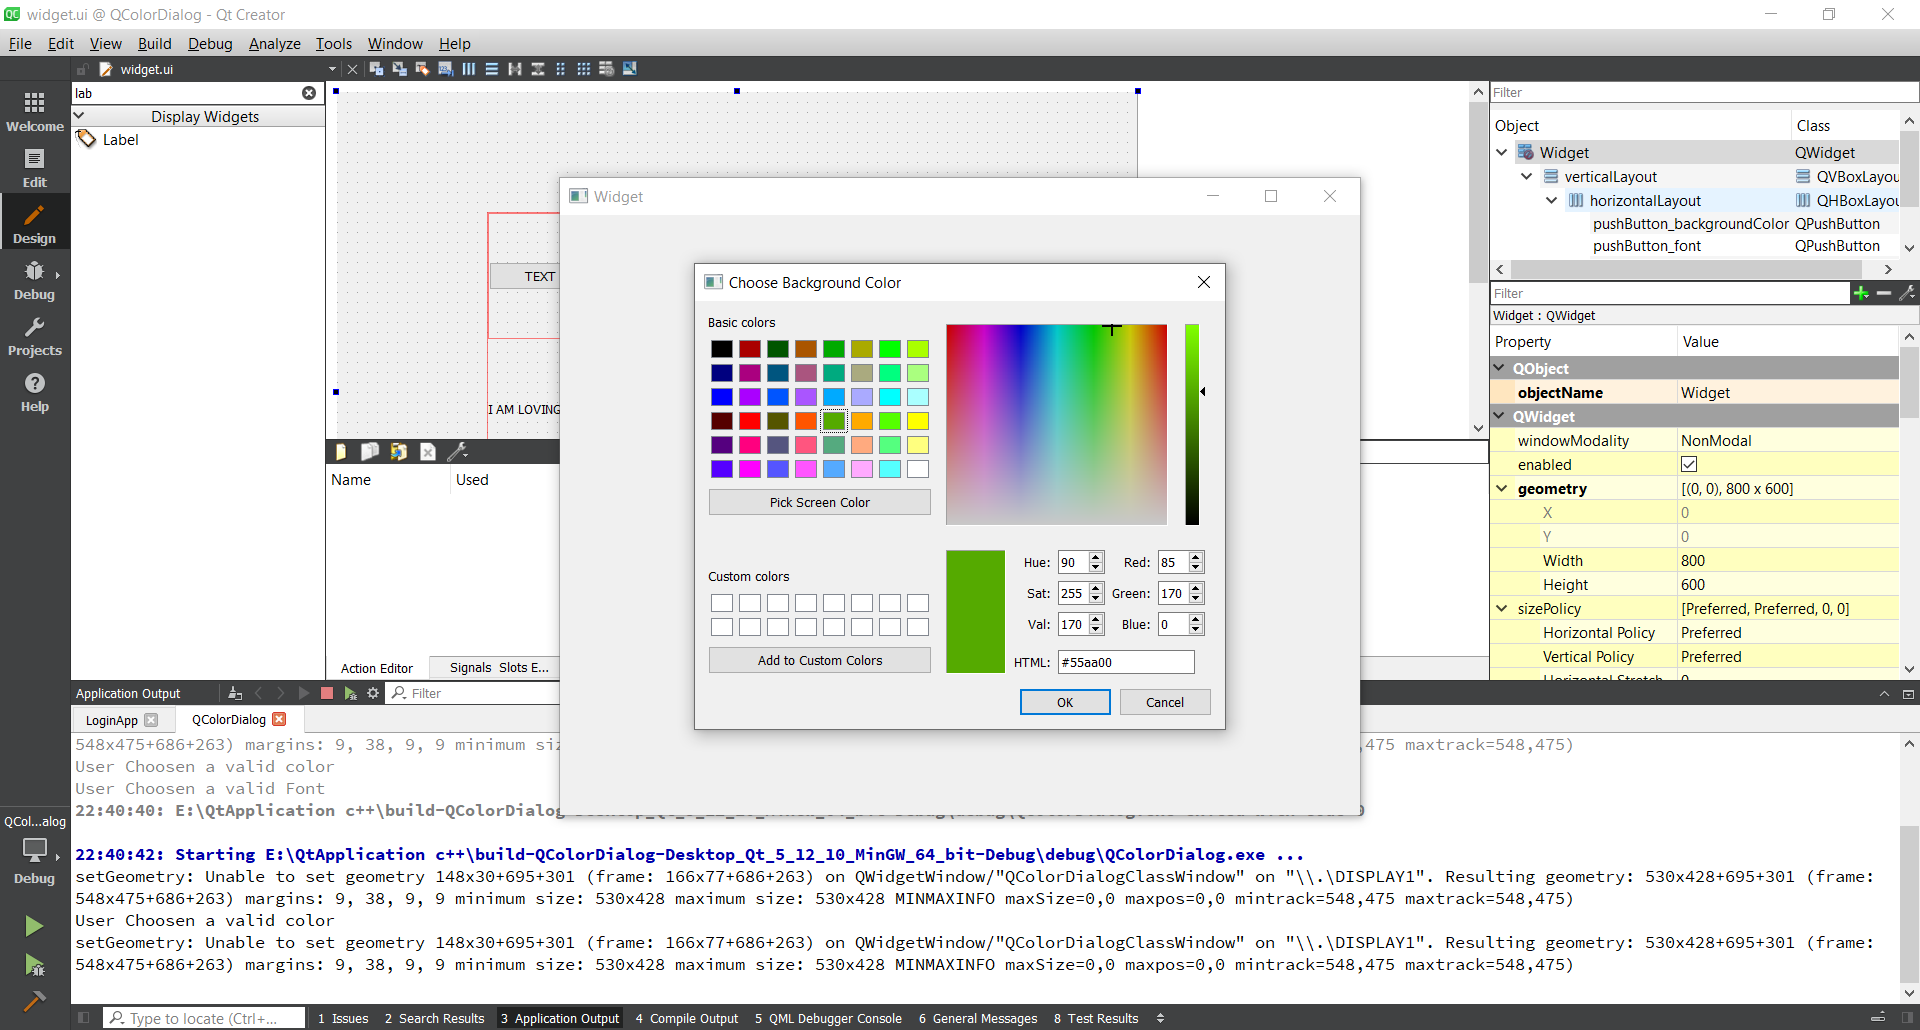 widget.ui @ QColorDialog - Qt Creator
File Edit View Build Debug Analyze Tools Window Help
widget.ui
Welcome
Edit
Design
Debug
Projects
Help
QCol...alog
Debug
lab
Display Widgets
Label
TEXT
I AM LOVING
Name Used
Action Editor Signals Slots E...
Widget
Choose Background Color
Basic colors
Pick Screen Color
Custom colors
Add to Custom Colors
Hue: 90 Red: 85
Sat: 255 Green: 170
Val: 170 Blue: 0
HTML: #55aa00
OK Cancel
Filter
Object Class
Widget QWidget
verticalLayout QVBoxLayou
horizontalLayout QHBoxLayou
pushButton_backgroundColor QPushButton
pushButton_font QPushButton
Filter
Widget : QWidget
Property Value
QObject
objectName Widget
QWidget
windowModality NonModal
enabled
geometry [(0, 0), 800 x 600]
X 0
Y 0
Width 800
Height 600
sizePolicy [Preferred, Preferred, 0, 0]
Horizontal Policy Preferred
Vertical Policy Preferred
Horizontal Stretch 0
Application Output Filter
LoginApp QColorDialog
548x475+686+263) margins: 9, 38, 9, 9 minimum siz ,475 maxtrack=548,475)
User Choosen a valid color
User Choosen a valid Font
22:40:40: E:\QtApplication c++\build-QColorDialog
22:40:42: Starting E:\QtApplication c++\build-QColorDialog-Desktop_Qt_5_12_10_MinGW_64_bit-Debug\debug\QColorDialog.exe ...
setGeometry: Unable to set geometry 148x30+695+301 (frame: 166x77+686+263) on QWidgetWindow/"QColorDialogClassWindow" on "\\.\DISPLAY1". Resulting geometry: 530x428+695+301 (frame:
548x475+686+263) margins: 9, 38, 9, 9 minimum size: 530x428 maximum size: 530x428 MINMAXINFO maxSize=0,0 maxpos=0,0 mintrack=548,475 maxtrack=548,475)
User Choosen a valid color
setGeometry: Unable to set geometry 148x30+695+301 (frame: 166x77+686+263) on QWidgetWindow/"QColorDialogClassWindow" on "\\.\DISPLAY1". Resulting geometry: 530x428+695+301 (frame:
548x475+686+263) margins: 9, 38, 9, 9 minimum size: 530x428 maximum size: 530x428 MINMAXINFO maxSize=0,0 maxpos=0,0 mintrack=548,475 maxtrack=548,475)
Type to locate (Ctrl+... 1 Issues 2 Search Results 3 Application Output 4 Compile Output 5 QML Debugger Console 6 General Messages 8 Test Results